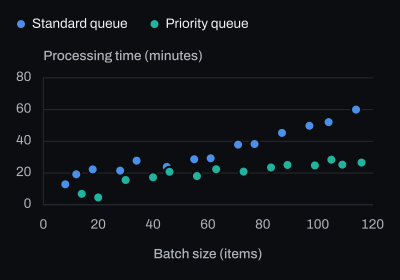 Standard queue Priority queue
Processing time (minutes)
80
60
40
20
0
0 20 40 60 80 100 120
Batch size (items)